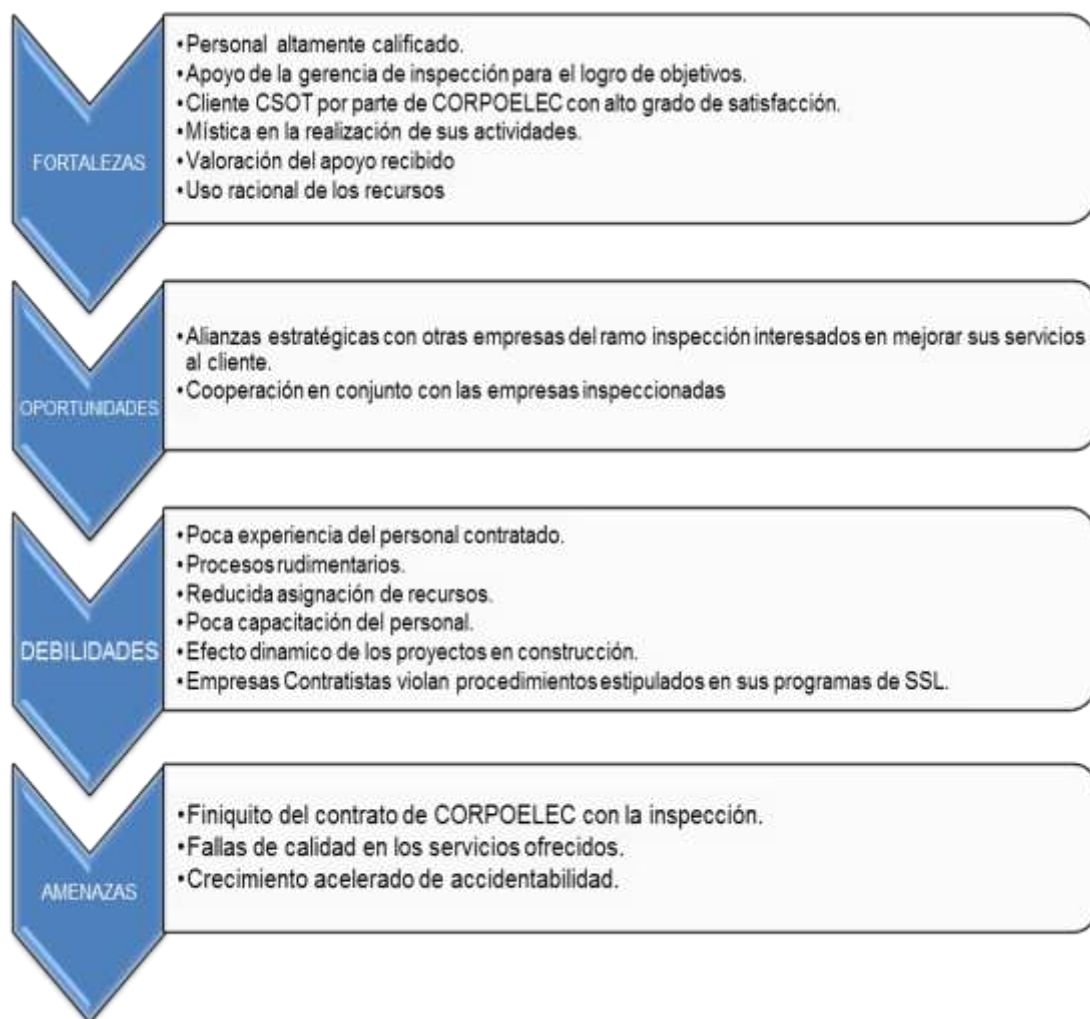 FORTALEZAS
•Personal altamente calificado.
•Apoyo de la gerencia de inspección para el logro de objetivos.
•Cliente CSOT por parte de CORPOELEC con alto grado de satisfacción.
•Mística en la realización de sus actividades.
•Valoración del apoyo recibido
•Uso racional de los recursos
OPORTUNIDADES
•Alianzas estratégicas con otras empresas del ramo inspección interesados en mejorar sus servicios
al cliente.
•Cooperación en conjunto con las empresas inspeccionadas
DEBILIDADES
•Poca experiencia del personal contratado.
•Procesos rudimentarios.
•Reducida asignación de recursos.
•Poca capacitación del personal.
•Efecto dinamico de los proyectos en construcción.
•Empresas Contratistas violan procedimientos estipulados en sus programas de SSL.
AMENAZAS
•Finiquito del contrato de CORPOELEC con la inspección.
•Fallas de calidad en los servicios ofrecidos.
•Crecimiento acelerado de accidentabilidad.